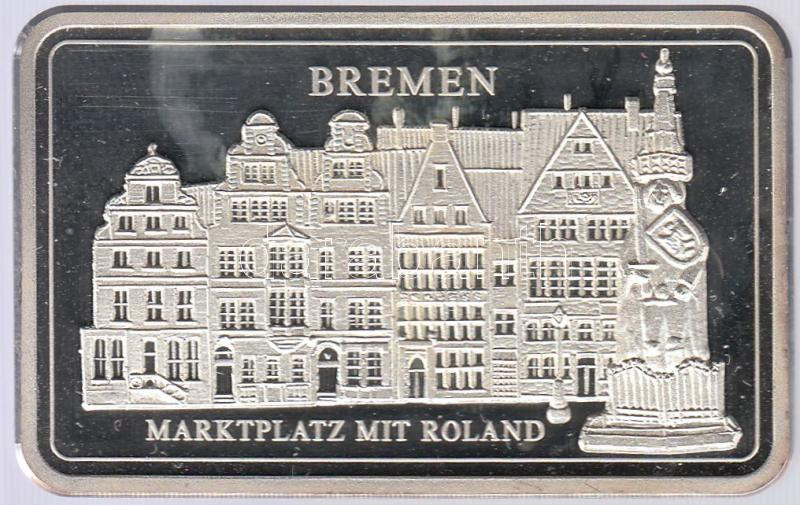 BREMEN
MARKTPLATZ MIT ROLAND